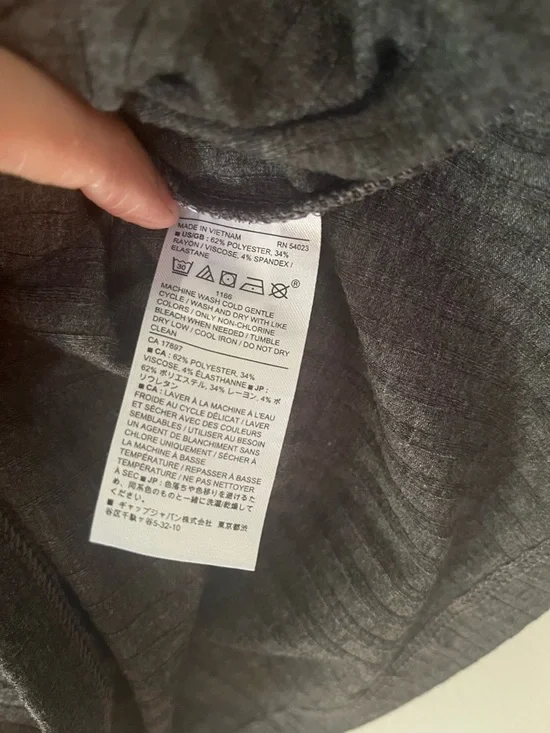 MADE IN VIETNAM RN 54023
■ US/GB : 62% POLYESTER, 34%
RAYON / VISCOSE, 4% SPANDEX /
ELASTANE
30
®
1166
MACHINE WASH COLD GENTLE
CYCLE / WASH AND DRY WITH LIKE
COLORS / ONLY NON-CHLORINE
BLEACH WHEN NEEDED / TUMBLE
DRY LOW / COOL IRON / DO NOT DRY
CLEAN
CA 17897
■ CA : 62% POLYESTER, 34%
VISCOSE, 4% ÉLASTHANNE ■ JP :
62% ポリエステル, 34% レーヨン, 4% ポ
リウレタン
■ CA : LAVER À LA MACHINE À L'EAU
FROIDE AU CYCLE DÉLICAT / LAVER
ET SÉCHER AVEC DES COULEURS
SEMBLABLES / UTILISER AU BESOIN
UN AGENT DE BLANCHIMENT SANS
CHLORE UNIQUEMENT / SÉCHER À
LA MACHINE À BASSE
TEMPÉRATURE / REPASSER À BASSE
TEMPÉRATURE / NE PAS NETTOYER
À SEC ■ JP : 色落ちや色移りを避けるた
め、同系色のものと一緒に洗濯/乾燥して
ください。
■ ギャップジャパン株式会社 東京都渋
谷区千駄ヶ谷5-32-10